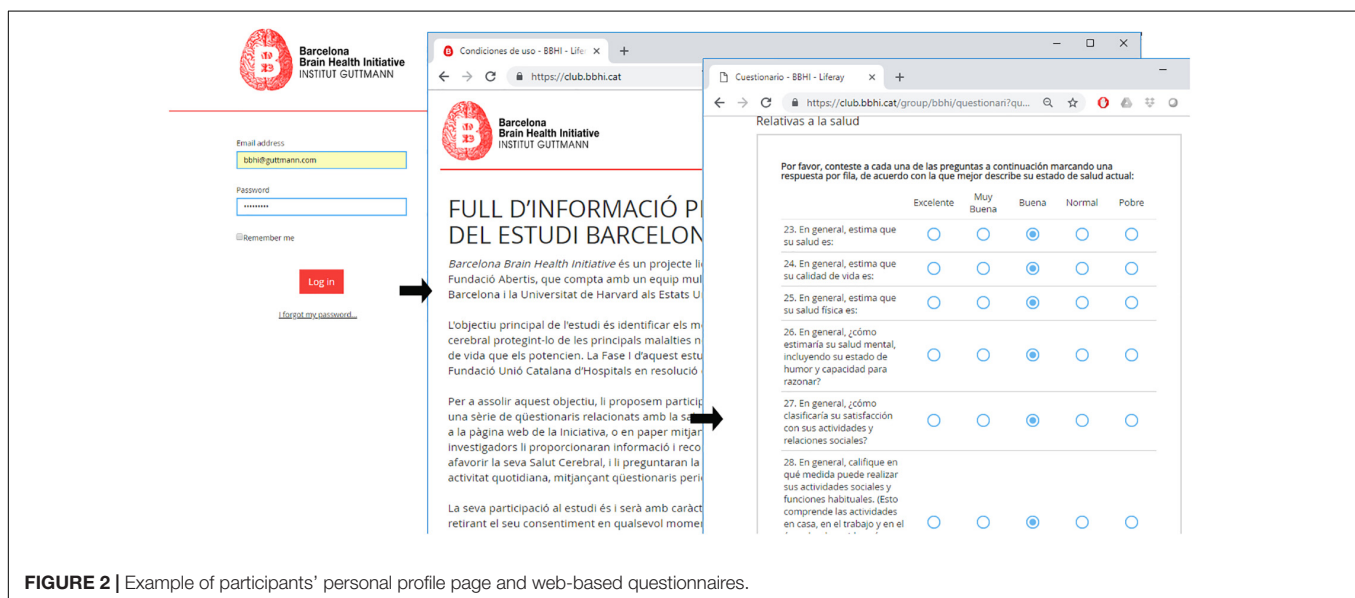 Barcelona
Brain Health Initiative
INSTITUT GUTTMANN
Email address
bbhi@guttmann.com
Password
•••••••••
Remember me
Log in
I forgot my password...
Condiciones de uso - BBHI - Life
https://club.bbhi.cat
Barcelona
Brain Health Initiative
INSTITUT GUTTMANN
FULL D'INFORMACIÓ
DEL ESTUDI BARCELON
Barcelona Brain Health Initiative és un projecte
Fundació Abertis, que compta amb un equip mul
Barcelona i la Universitat de Harvard als Estats U
L'objectiu principal de l'estudi és identificar els m
cerebral protegint-lo de les principals malalties n
de vida que els potencien. La Fase I d'aquest estu
Fundació Unió Catalana d'Hospitals en resolució
Per a assolir aquest objectiu, li proposem particip
una sèrie de qüestionaris relacionats amb la
a la pàgina web de la Iniciativa, o en paper mitjan
investigadors li proporcionaran informació i reco
afavorir la seva Salut Cerebral, i li preguntaran la
activitat quotidiana, mitjançant qüestionaris peri
La seva participació al estudi és i serà amb caràct
retirant el seu consentiment en qualsevol mome
Cuestionario - BBHI - Liferay
https://club.bbhi.cat/group/bbhi/questionari?qu...
Relativas a la salud
Por favor, conteste a cada una de las preguntas a continuación marcando una
respuesta por fila, de acuerdo con la que mejor describe su estado de salud actual:
Excelente Muy Buena Buena Normal Pobre
23. En general, estima que
su salud es:
24. En general, estima que
su calidad de vida es:
25. En general, estima que
su salud física es:
26. En general, ¿cómo
estimaría su salud mental,
incluyendo su estado de
humor y capacidad para
razonar?
27. En general, ¿cómo
clasificaría su satisfacción
con sus actividades y
relaciones sociales?
28. En general, califique en
qué medida puede realizar
sus actividades sociales y
funciones habituales. (Esto
comprende las actividades
en casa, en el trabajo y en el
FIGURE 2 | Example of participants' personal profile page and web-based questionnaires.